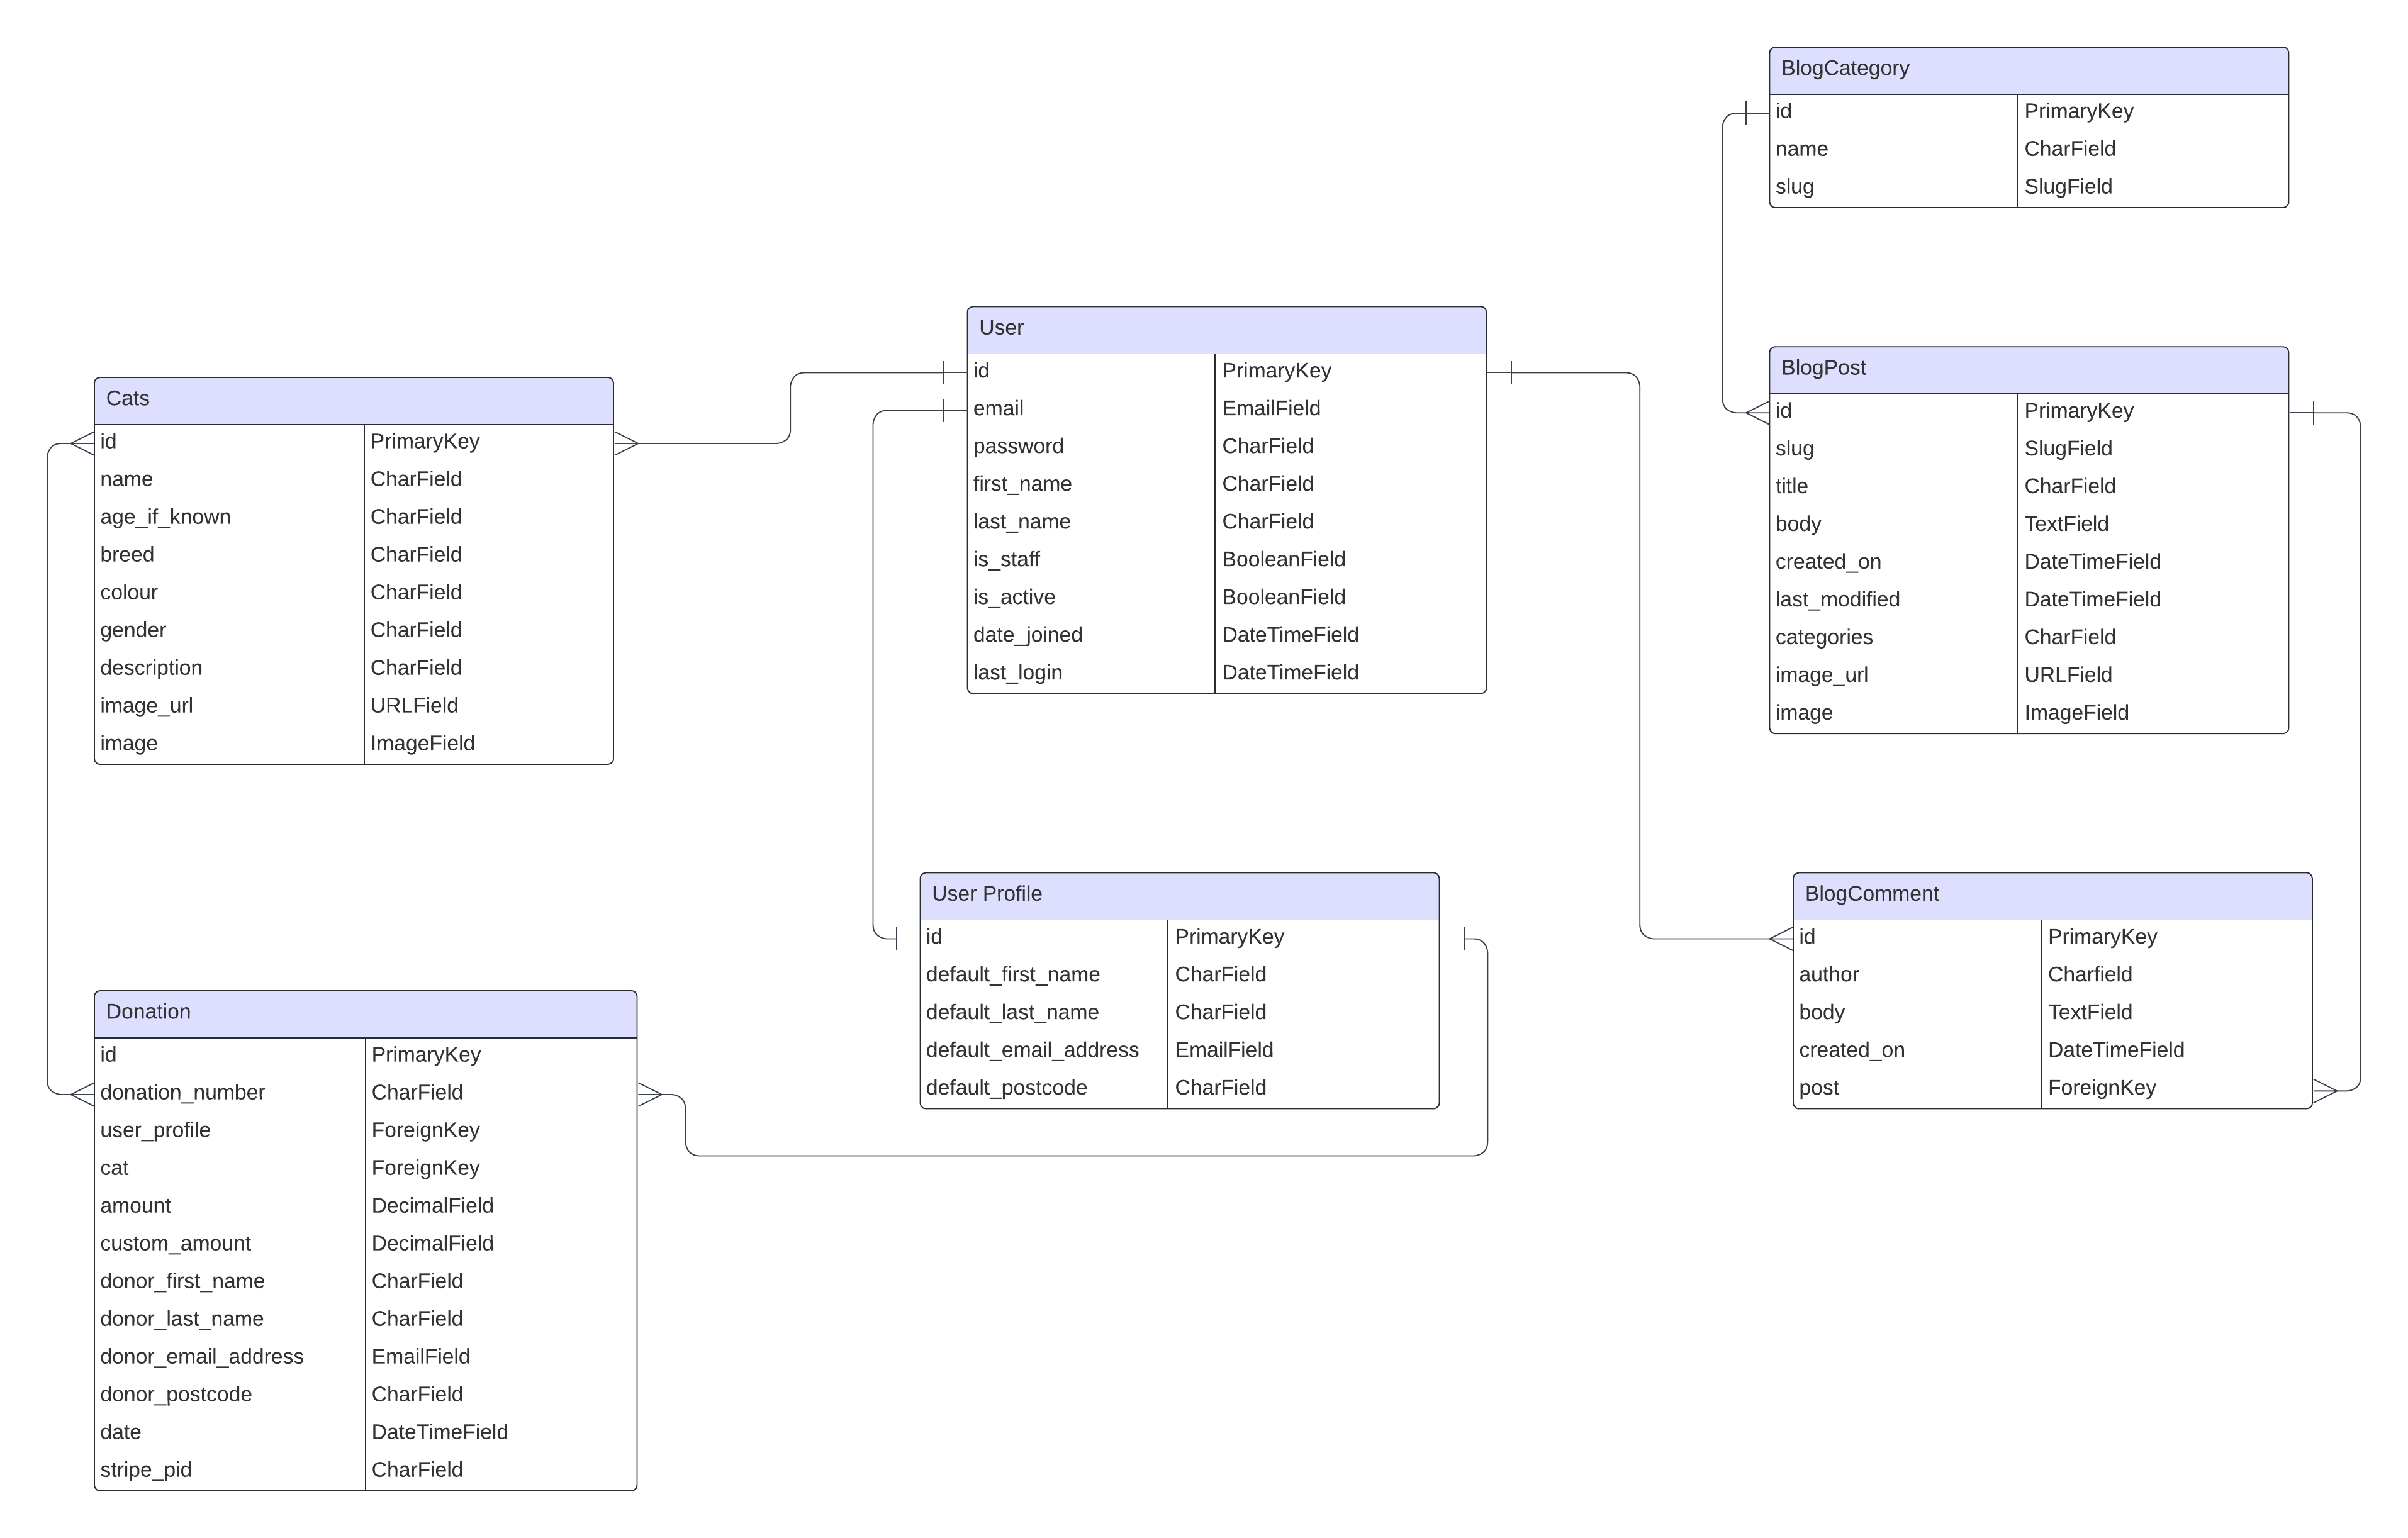 BlogCategory
id PrimaryKey
name CharField
slug SlugField
User
id PrimaryKey
email EmailField
password CharField
first_name CharField
last_name CharField
is_staff BooleanField
is_active BooleanField
date_joined DateTimeField
last_login DateTimeField
BlogPost
id PrimaryKey
slug SlugField
title CharField
body TextField
created_on DateTimeField
last_modified DateTimeField
categories CharField
image_url URLField
image ImageField
Cats
id PrimaryKey
name CharField
age_if_known CharField
breed CharField
colour CharField
gender CharField
description CharField
image_url URLField
image ImageField
User Profile
id PrimaryKey
default_first_name CharField
default_last_name CharField
default_email_address EmailField
default_postcode CharField
BlogComment
id PrimaryKey
author Charfield
body TextField
created_on DateTimeField
post ForeignKey
Donation
id PrimaryKey
donation_number CharField
user_profile ForeignKey
cat ForeignKey
amount DecimalField
custom_amount DecimalField
donor_first_name CharField
donor_last_name CharField
donor_email_address EmailField
donor_postcode CharField
date DateTimeField
stripe_pid CharField